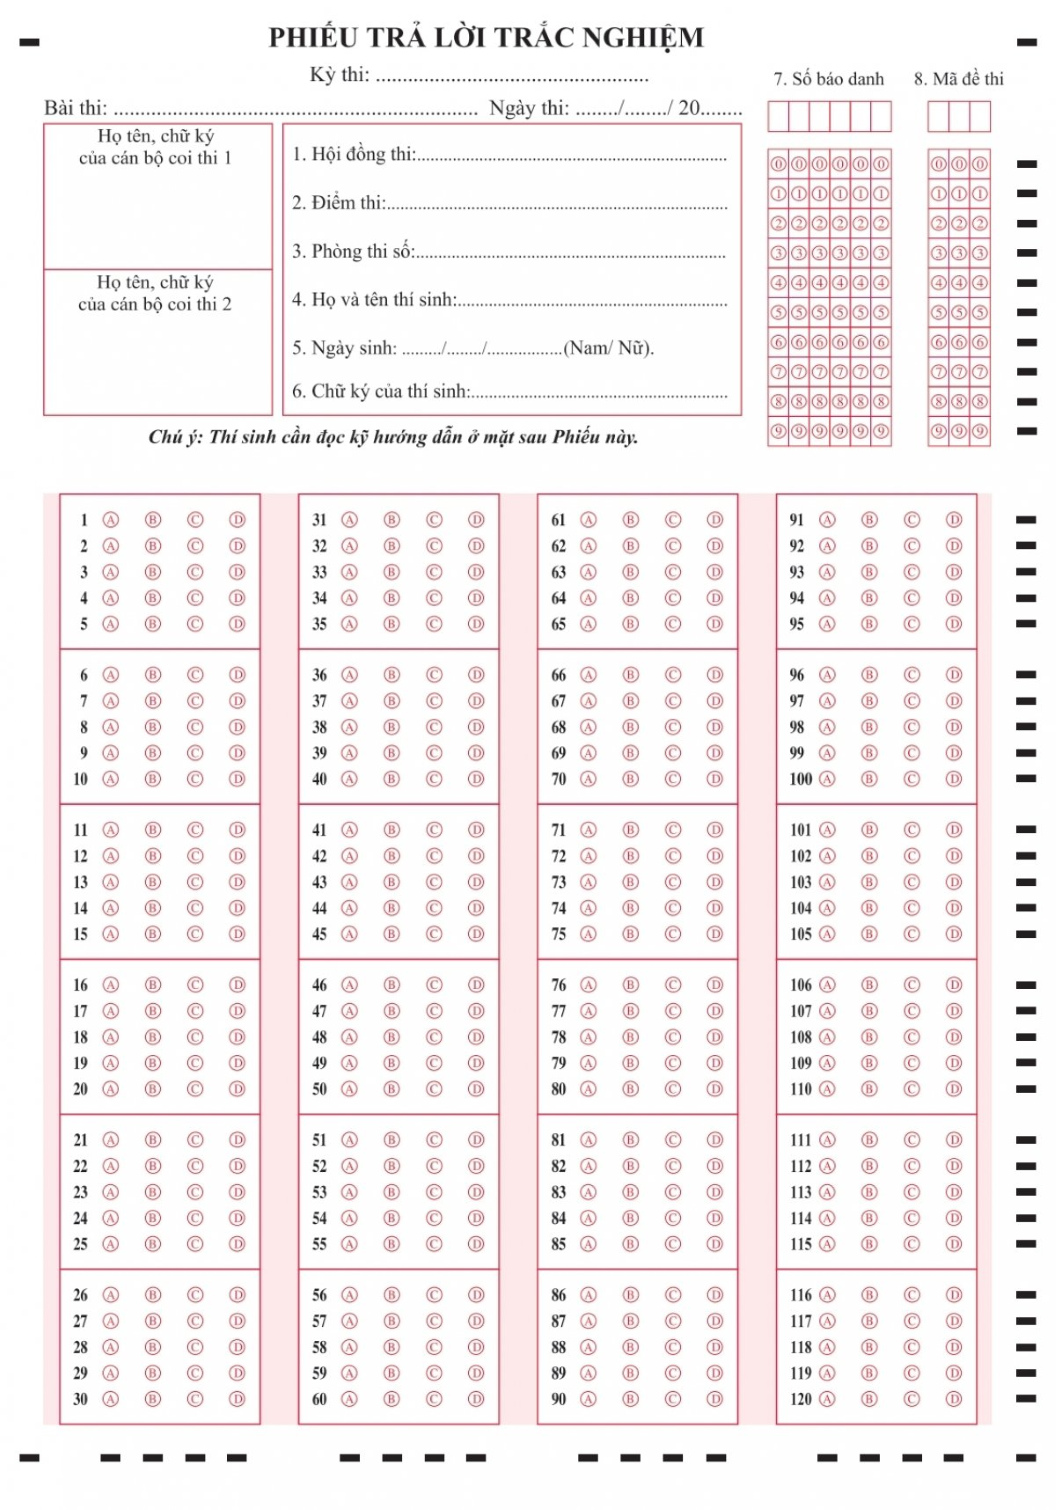 PHIẾU TRẢ LỜI TRẮC NGHIỆM
Kỳ thi: ....................................................
Bài thi: ..................................................................... Ngày thi: ......../......../ 20........
7. Số báo danh
8. Mã đề thi
Họ tên, chữ ký
của cán bộ coi thi 1
Họ tên, chữ ký
của cán bộ coi thi 2
1. Hội đồng thi:....................................................................
2. Điểm thi:...........................................................................
3. Phòng thi số:....................................................................
4. Họ và tên thí sinh:...........................................................
5. Ngày sinh: ........./......../.................(Nam/ Nữ).
6. Chữ ký của thí sinh:........................................................
0 0 0 0 0 0 0 0 0
1 1 1 1 1 1 1 1 1
2 2 2 2 2 2 2 2 2
3 3 3 3 3 3 3 3 3
4 4 4 4 4 4 4 4 4
5 5 5 5 5 5 5 5 5
6 6 6 6 6 6 6 6 6
7 7 7 7 7 7 7 7 7
8 8 8 8 8 8 8 8 8
9 9 9 9 9 9 9 9 9
Chú ý: Thí sinh cần đọc kỹ hướng dẫn ở mặt sau Phiếu này.
1 A B C D 31 A B C D 61 A B C D 91 A B C D
2 A B C D 32 A B C D 62 A B C D 92 A B C D
3 A B C D 33 A B C D 63 A B C D 93 A B C D
4 A B C D 34 A B C D 64 A B C D 94 A B C D
5 A B C D 35 A B C D 65 A B C D 95 A B C D
6 A B C D 36 A B C D 66 A B C D 96 A B C D
7 A B C D 37 A B C D 67 A B C D 97 A B C D
8 A B C D 38 A B C D 68 A B C D 98 A B C D
9 A B C D 39 A B C D 69 A B C D 99 A B C D
10 A B C D 40 A B C D 70 A B C D 100 A B C D
11 A B C D 41 A B C D 71 A B C D 101 A B C D
12 A B C D 42 A B C D 72 A B C D 102 A B C D
13 A B C D 43 A B C D 73 A B C D 103 A B C D
14 A B C D 44 A B C D 74 A B C D 104 A B C D
15 A B C D 45 A B C D 75 A B C D 105 A B C D
16 A B C D 46 A B C D 76 A B C D 106 A B C D
17 A B C D 47 A B C D 77 A B C D 107 A B C D
18 A B C D 48 A B C D 78 A B C D 108 A B C D
19 A B C D 49 A B C D 79 A B C D 109 A B C D
20 A B C D 50 A B C D 80 A B C D 110 A B C D
21 A B C D 51 A B C D 81 A B C D 111 A B C D
22 A B C D 52 A B C D 82 A B C D 112 A B C D
23 A B C D 53 A B C D 83 A B C D 113 A B C D
24 A B C D 54 A B C D 84 A B C D 114 A B C D
25 A B C D 55 A B C D 85 A B C D 115 A B C D
26 A B C D 56 A B C D 86 A B C D 116 A B C D
27 A B C D 57 A B C D 87 A B C D 117 A B C D
28 A B C D 58 A B C D 88 A B C D 118 A B C D
29 A B C D 59 A B C D 89 A B C D 119 A B C D
30 A B C D 60 A B C D 90 A B C D 120 A B C D